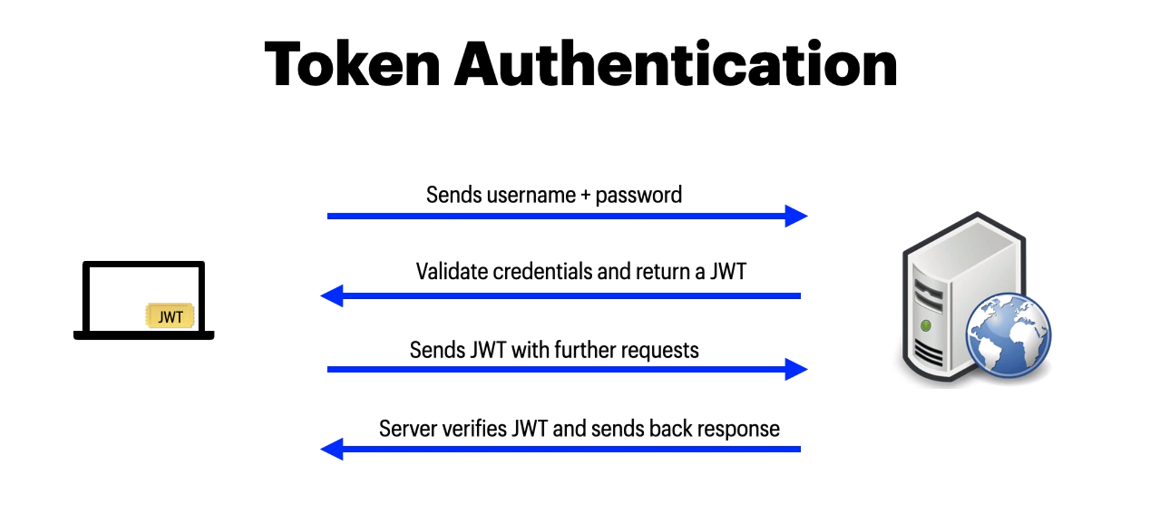 Token Authentication
Sends username + password
Validate credentials and return a JWT
JWT
Sends JWT with further requests
Server verifies JWT and sends back response